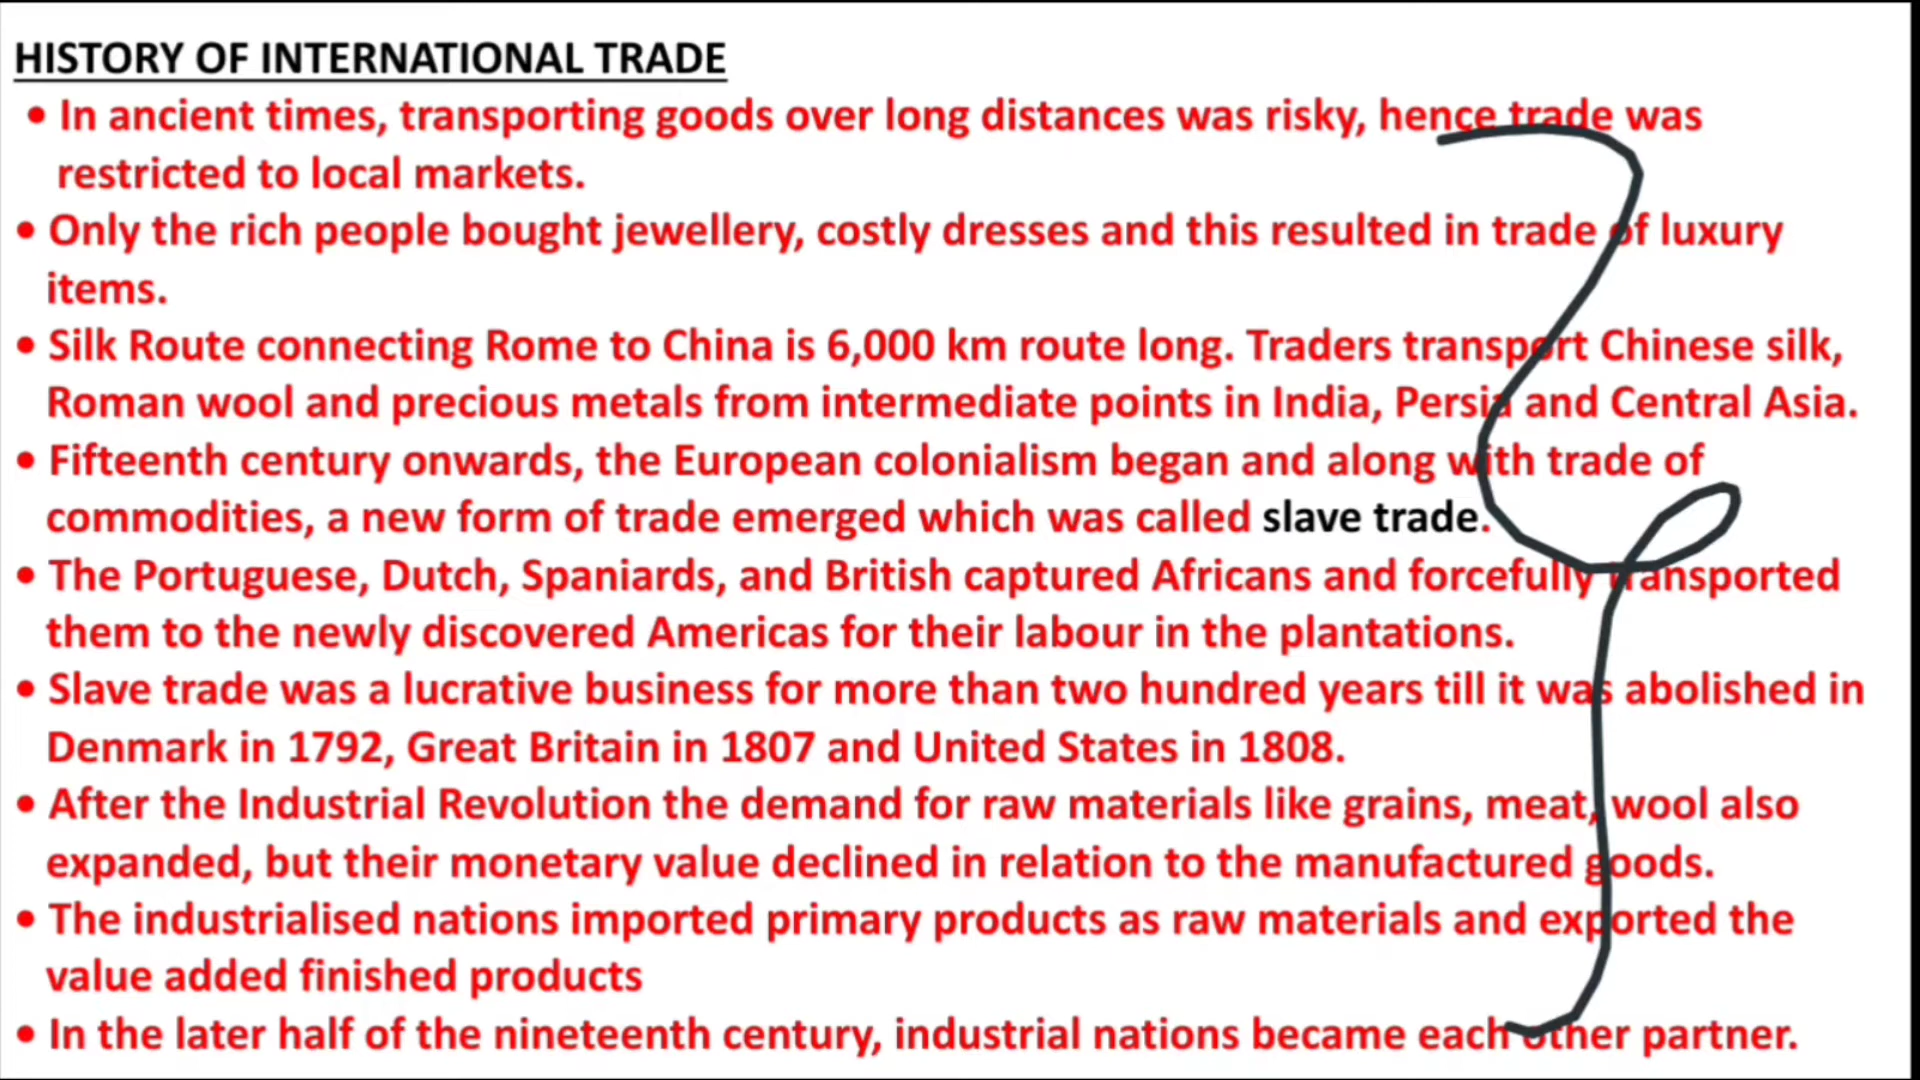 HISTORY OF INTERNATIONAL TRADE
• In ancient times, transporting goods over long distances was risky, hence trade was
restricted to local markets.
• Only the rich people bought jewellery, costly dresses and this resulted in trade of luxury
items.
• Silk Route connecting Rome to China is 6,000 km route long. Traders transport Chinese silk,
Roman wool and precious metals from intermediate points in India, Persia and Central Asia.
• Fifteenth century onwards, the European colonialism began and along with trade of
commodities, a new form of trade emerged which was called slave trade.
• The Portuguese, Dutch, Spaniards, and British captured Africans and forcefully transported
them to the newly discovered Americas for their labour in the plantations.
• Slave trade was a lucrative business for more than two hundred years till it was abolished in
Denmark in 1792, Great Britain in 1807 and United States in 1808.
• After the Industrial Revolution the demand for raw materials like grains, meat, wool also
expanded, but their monetary value declined in relation to the manufactured goods.
• The industrialised nations imported primary products as raw materials and exported the
value added finished products
• In the later half of the nineteenth century, industrial nations became each other partner.